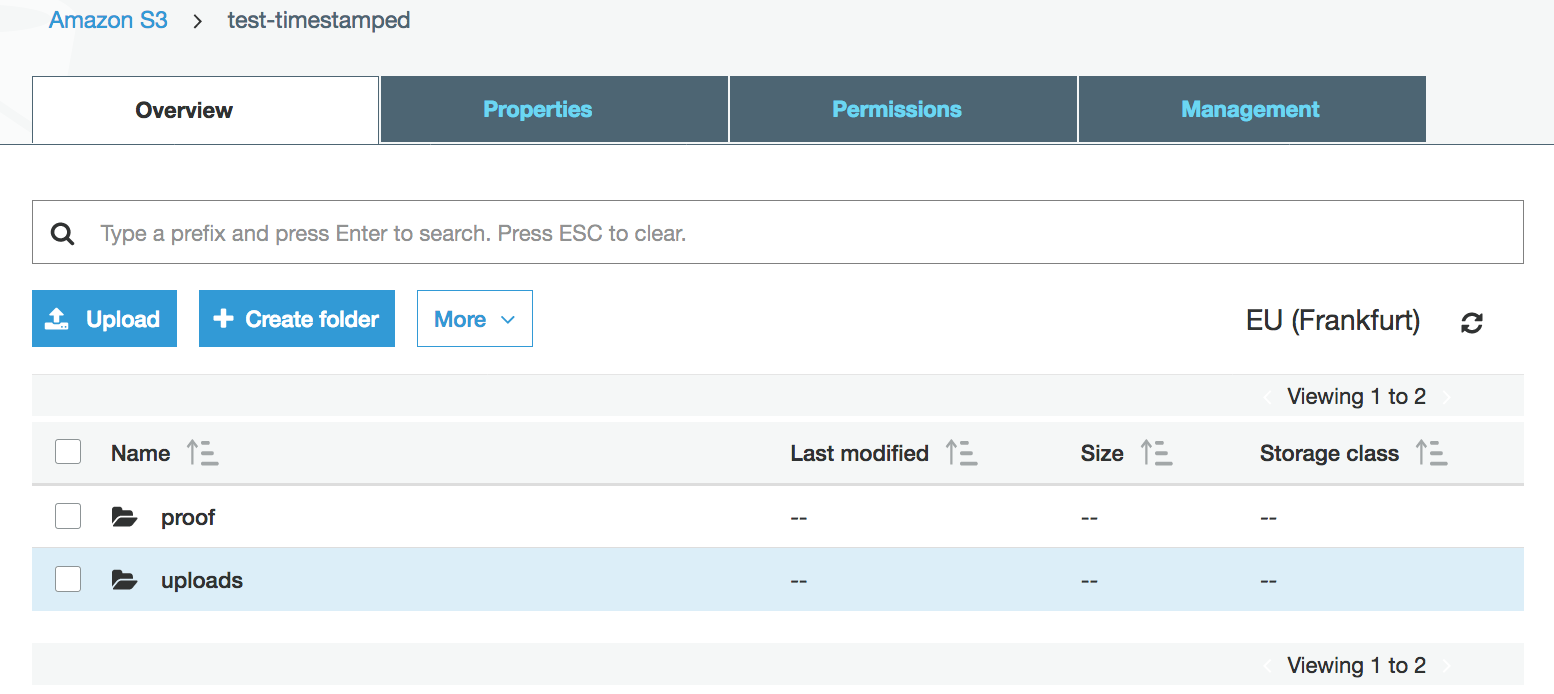 Amazon S3 > test-timestamped
Overview Properties Permissions Management
Type a prefix and press Enter to search. Press ESC to clear.
Upload Create folder More EU (Frankfurt)
Viewing 1 to 2
Name Last modified Size Storage class
proof -- -- --
uploads -- -- --
Viewing 1 to 2